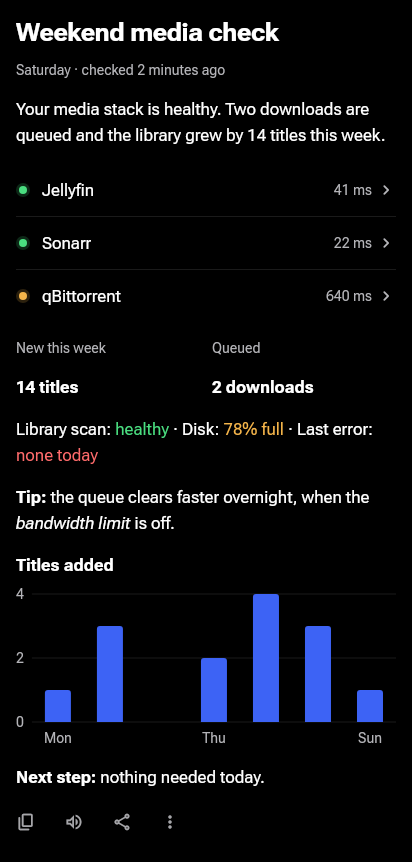 Weekend media check
Saturday · checked 2 minutes ago
Your media stack is healthy. Two downloads are
queued and the library grew by 14 titles this week.
Jellyfin 41 ms
Sonarr 22 ms
qBittorrent 640 ms
New this week Queued
14 titles 2 downloads
Library scan: healthy · Disk: 78% full · Last error:
none today
Tip: the queue clears faster overnight, when the
bandwidth limit is off.
Titles added
4
2
0
Mon Thu Sun
Next step: nothing needed today.